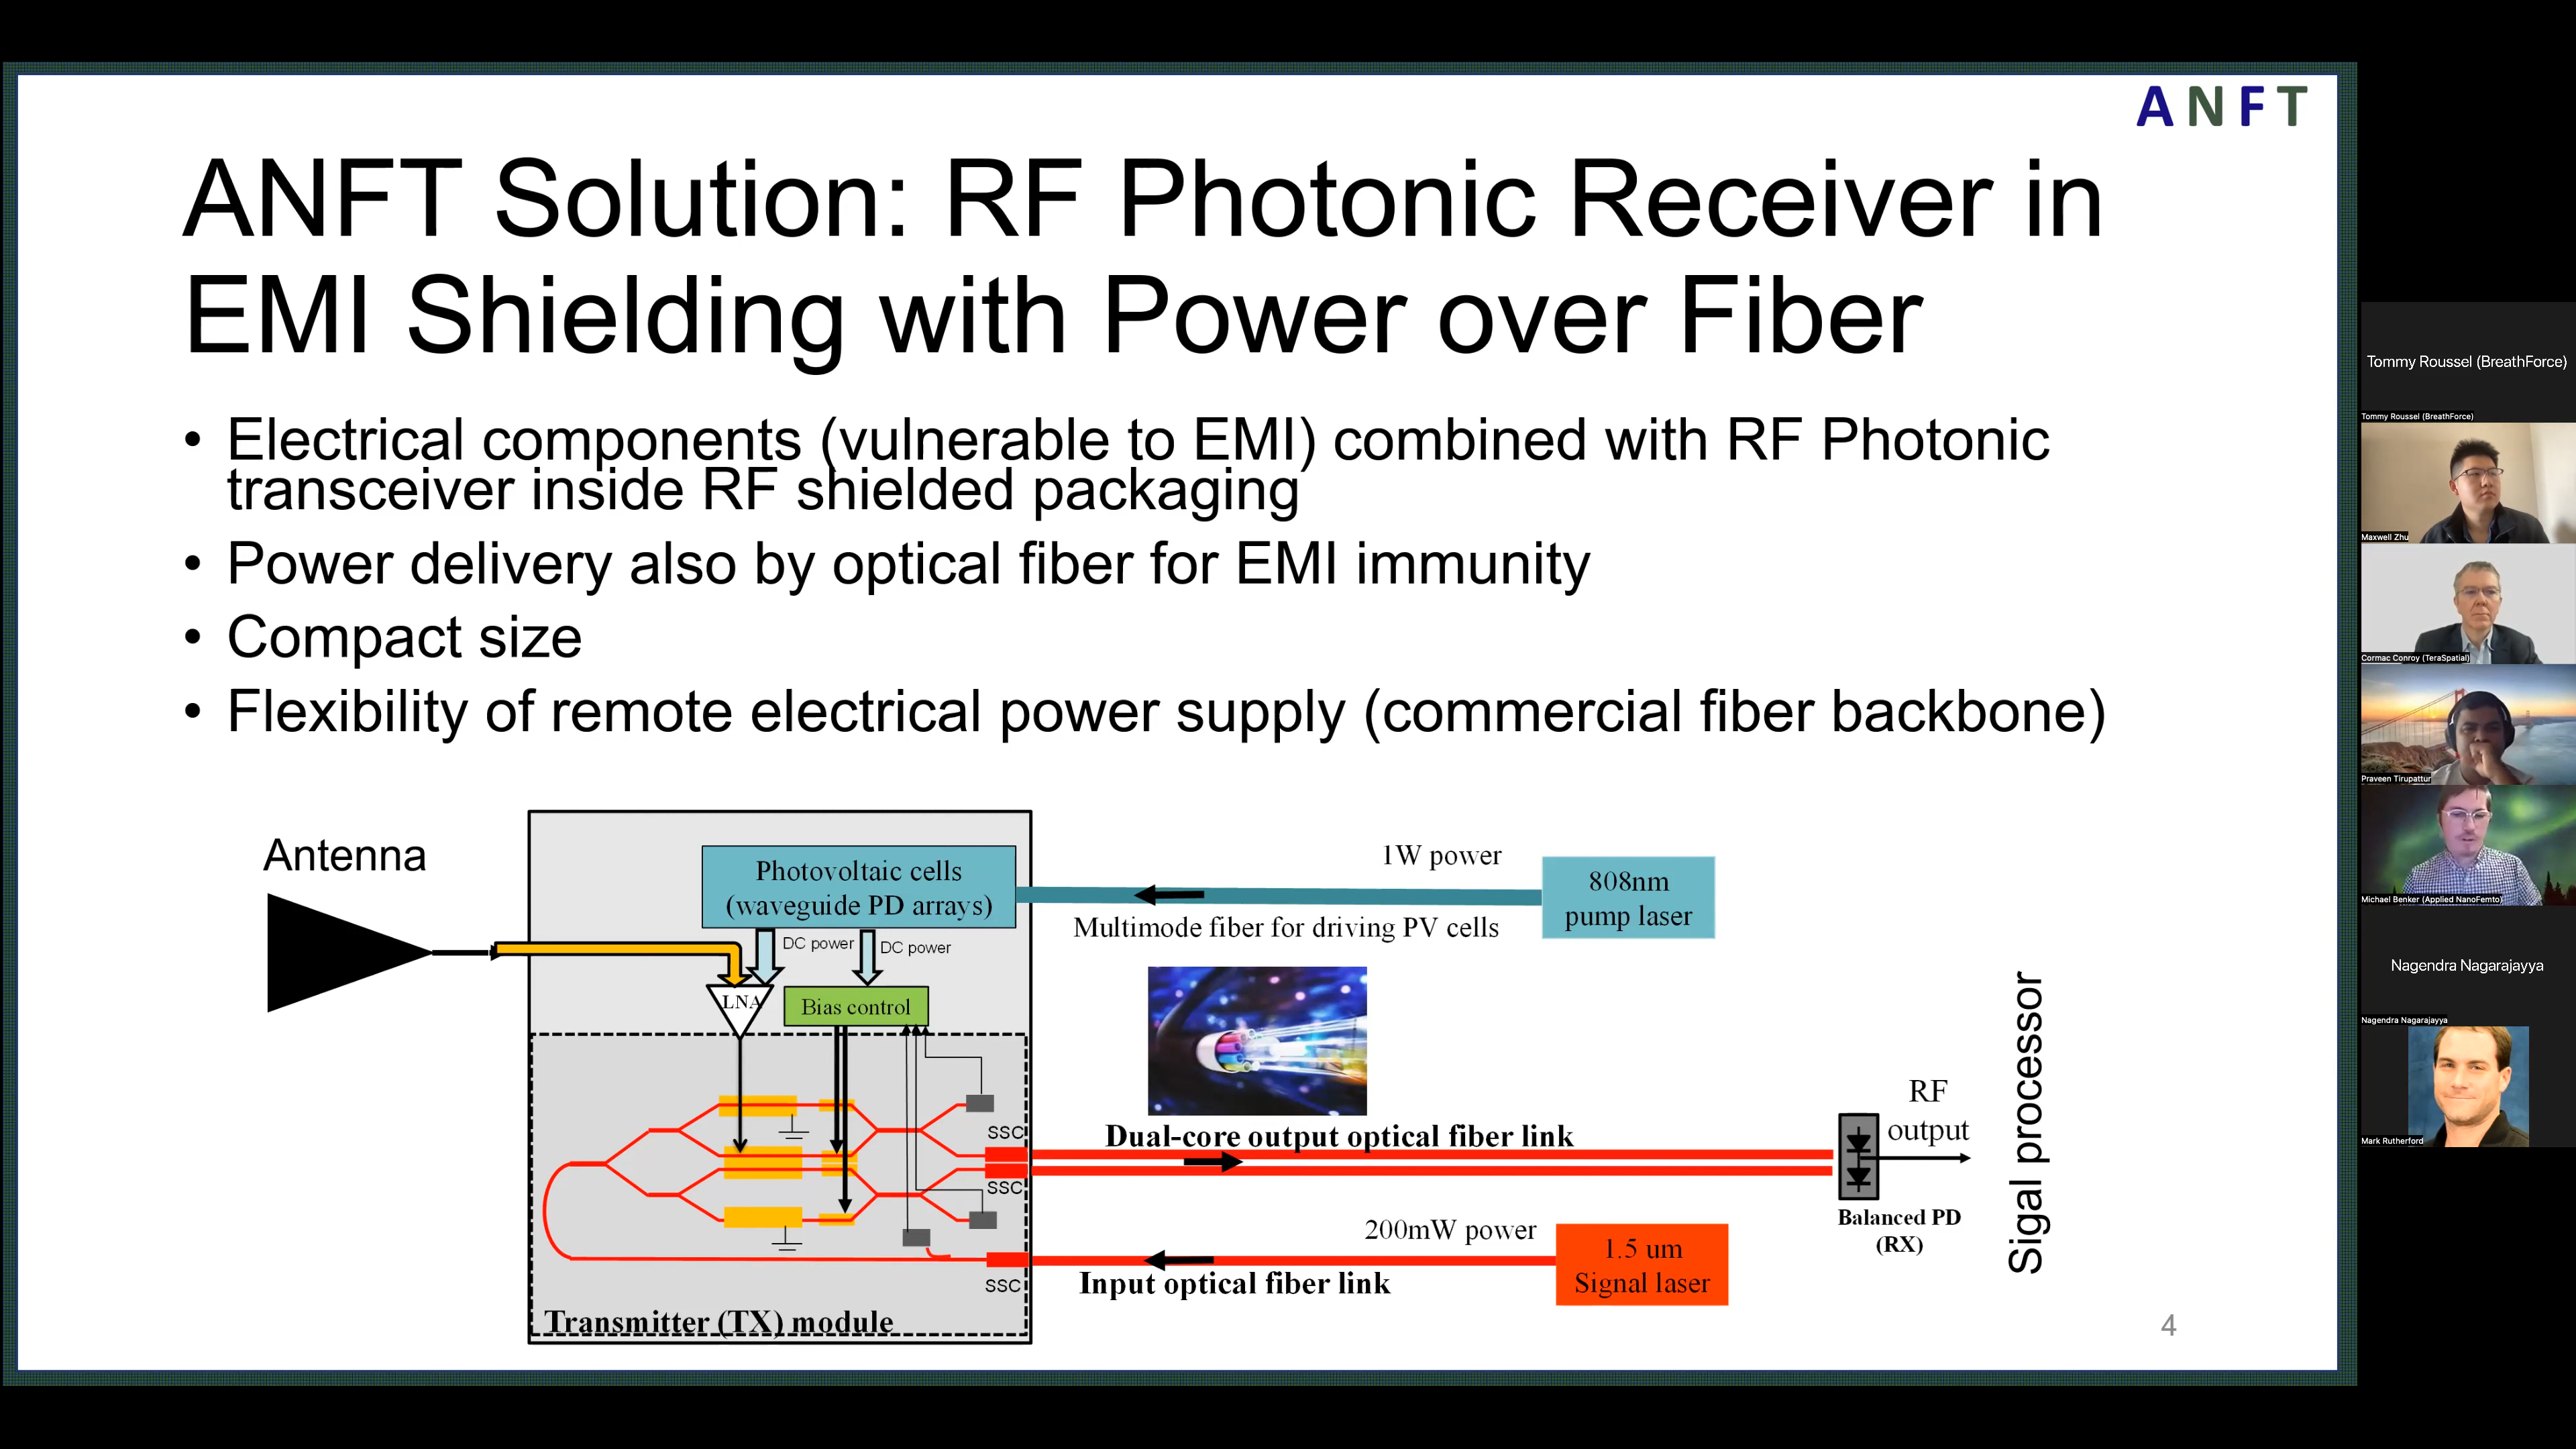 A N F T
ANFT Solution: RF Photonic Receiver in
EMI Shielding with Power over Fiber
• Electrical components (vulnerable to EMI) combined with RF Photonic
transceiver inside RF shielded packaging
• Power delivery also by optical fiber for EMI immunity
• Compact size
• Flexibility of remote electrical power supply (commercial fiber backbone)
Antenna
Photovoltaic cells
(waveguide PD arrays)
DC power
DC power
LNA
Bias control
SSC
SSC
SSC
Transmitter (TX) module
1W power
808nm
pump laser
Multimode fiber for driving PV cells
Dual-core output optical fiber link
200mW power
1.5 um
Signal laser
Input optical fiber link
RF
output
Balanced PD
(RX)
Sigal processor
4
Tommy Roussel (BreathForce)
Tommy Roussel (BreathForce)
Maxwell Zhu
Cormac Conroy (TeraSpatial)
Praveen Tirupattur
Michael Benker (Applied NanoFemto)
Nagendra Nagarajayya
Nagendra Nagarajayya
Mark Rutherford